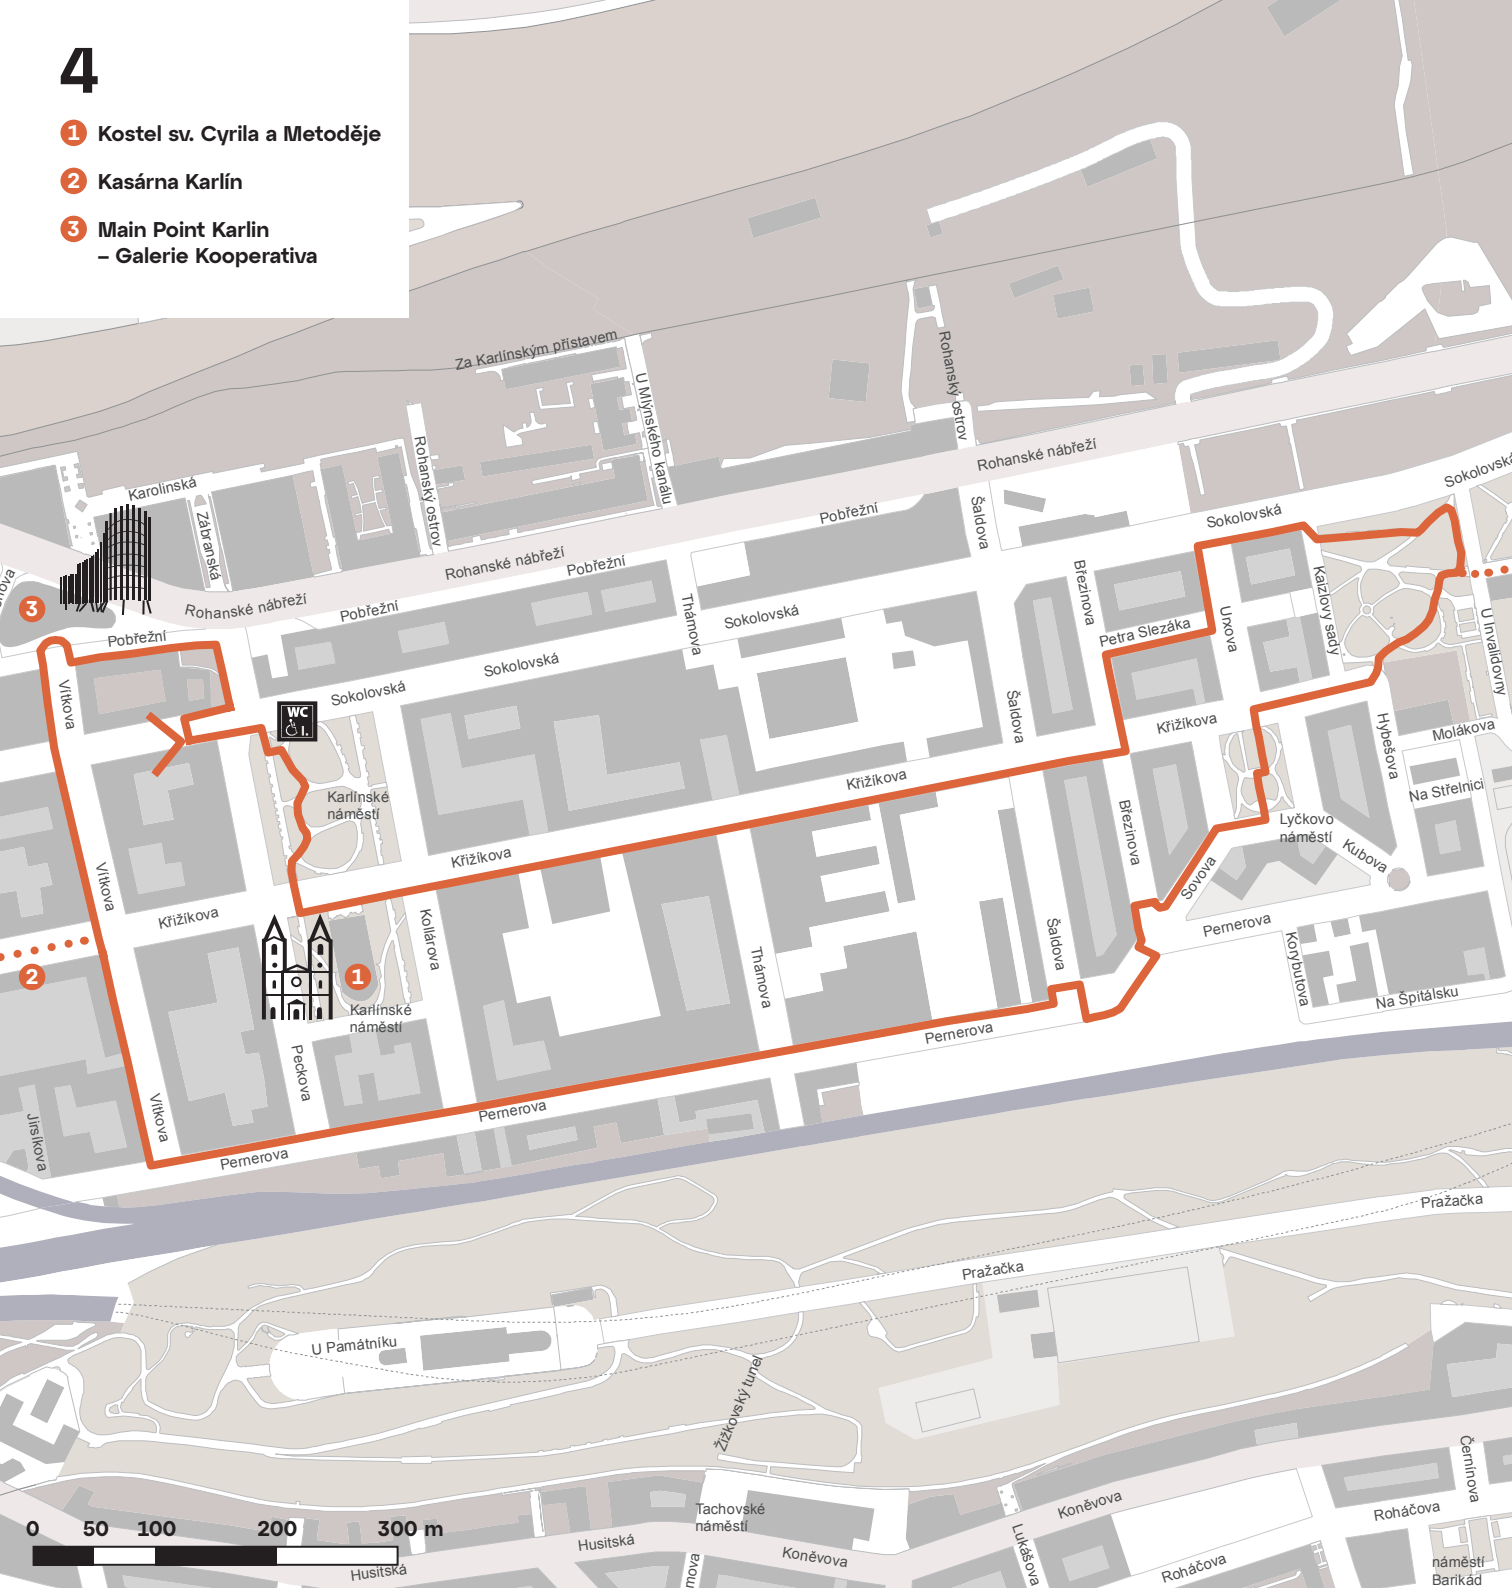 4
1 Kostel sv. Cyrila a Metoděje
2 Kasárna Karlín
3 Main Point Karlin
– Galerie Kooperativa
Za Karlínským přístavem
U Mlýnského kanálu
Rohanský ostrov
Rohanský ostrov
Rohanské nábřeží
Sokolovská
Karolinská
Zábranská
Pobřežní
Šaldova
Sokolovská
Rohanské nábřeží
Pobřežní
Rohanské nábřeží
Pobřežní
3
Pobřežní
Thámova
Sokolovská
Březinova
Petra Slezáka
Urxova
Kaizlovy sady
U Invalidovny
Sokolovská
Sokolovská
Vítkova
WC
Šaldova
Křižíkova
Hybešova
Molákova
Křižíkova
Karlínské
náměstí
Na Střelnici
Lyčkovo
náměstí
Březinova
Kubova
Křižíkova
Sovova
Vítkova
Křižíkova
Pernerova
Kollárova
Šaldova
Thámova
Korybutova
2
1
Karlínské
náměstí
Na Špitálsku
Pernerova
Peckova
Vítkova
Pernerova
Jirsíkova
Pernerova
Pražačka
Pražačka
U Památníku
Žižkovský tunel
Černínova
Tachovské
náměstí
Koněvova
Roháčova
0 50 100 200 300 m
Husitská
Koněvova
Lukášova
Roháčova
Husitská
náměstí
Barikád